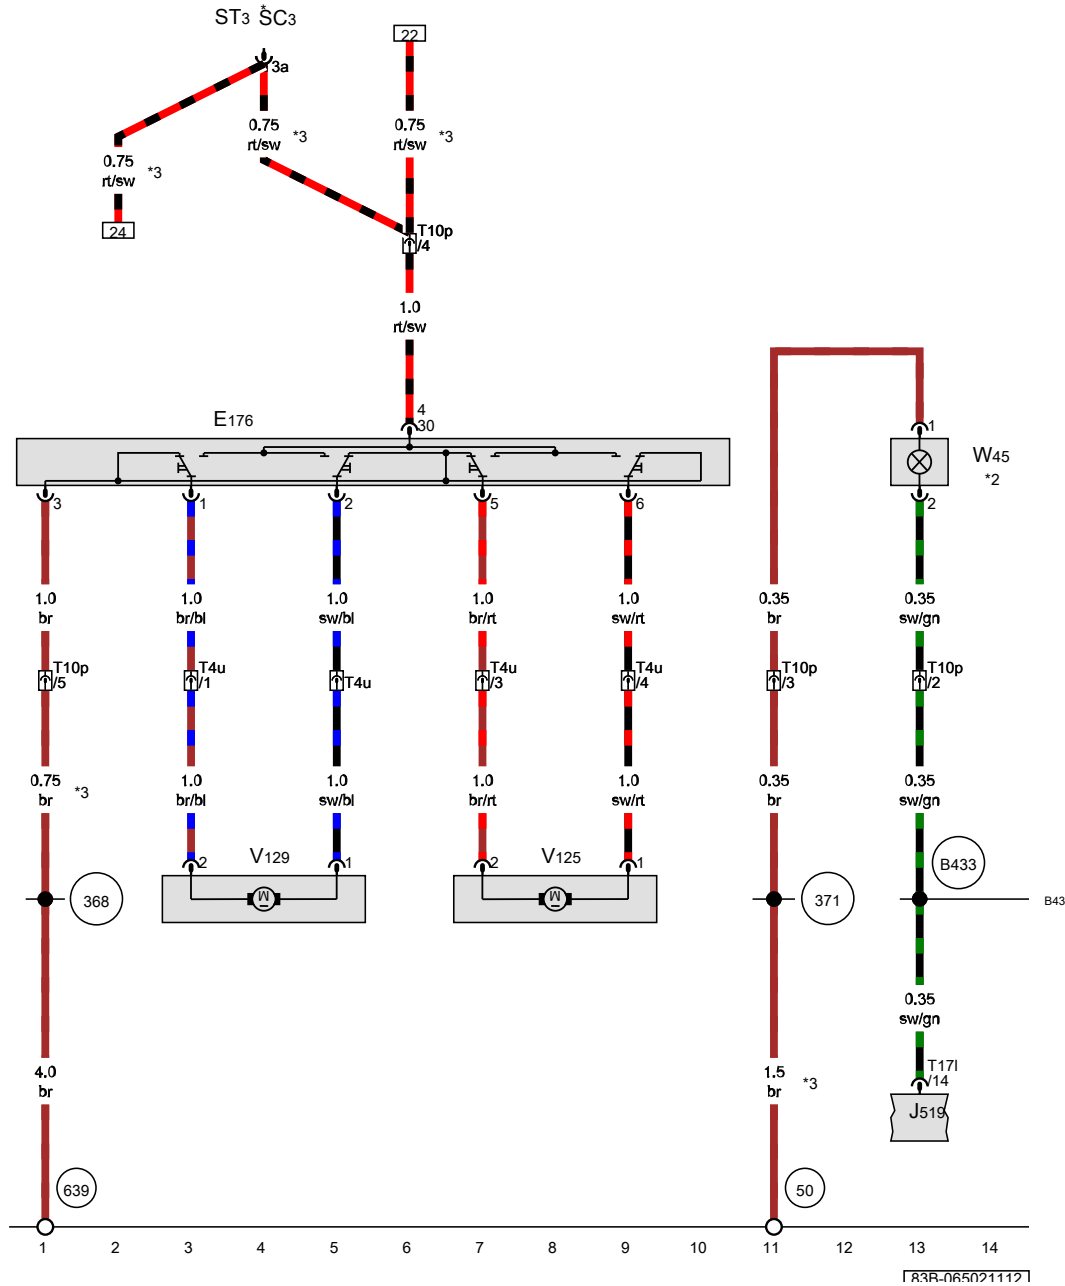 ST3 * SC3
22
3a
0.75
rt/sw
*3
0.75
rt/sw
*3
0.75
rt/sw
*3
24
T10p
/4
1.0
rt/sw
4
30
E176
1
W45
*2
3
1
2
5
6
2
1.0
br
1.0
br/bl
1.0
sw/bl
1.0
br/rt
1.0
sw/rt
0.35
br
0.35
sw/gn
T10p
/5
T4u
/1
T4u
T4u
/3
T4u
/4
T10p
/3
T10p
/2
0.75
br
*3
1.0
br/bl
1.0
sw/bl
1.0
br/rt
1.0
sw/rt
0.35
br
0.35
sw/gn
2
V129
1
2
V125
1
B433
M
M
368
371
B43
0.35
sw/gn
4.0
br
1.5
br
*3
T17l
/14
J519
639
50
1 2 3 4 5 6 7 8 9 10 11 12 13 14
83B-065021112